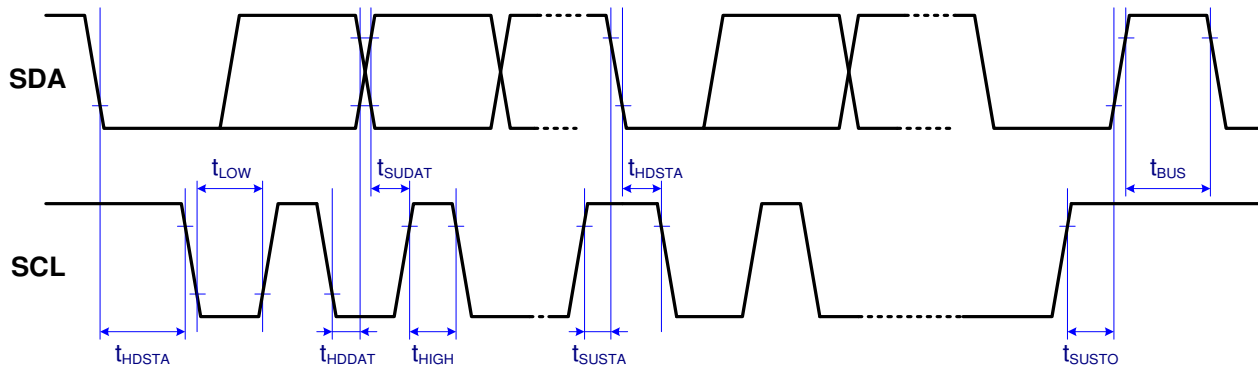 SDA
tLOW
tSUDAT
tHDSTA
tBUS
SCL
tHDSTA
tHDDAT
tHIGH
tSUSTA
tSUSTO